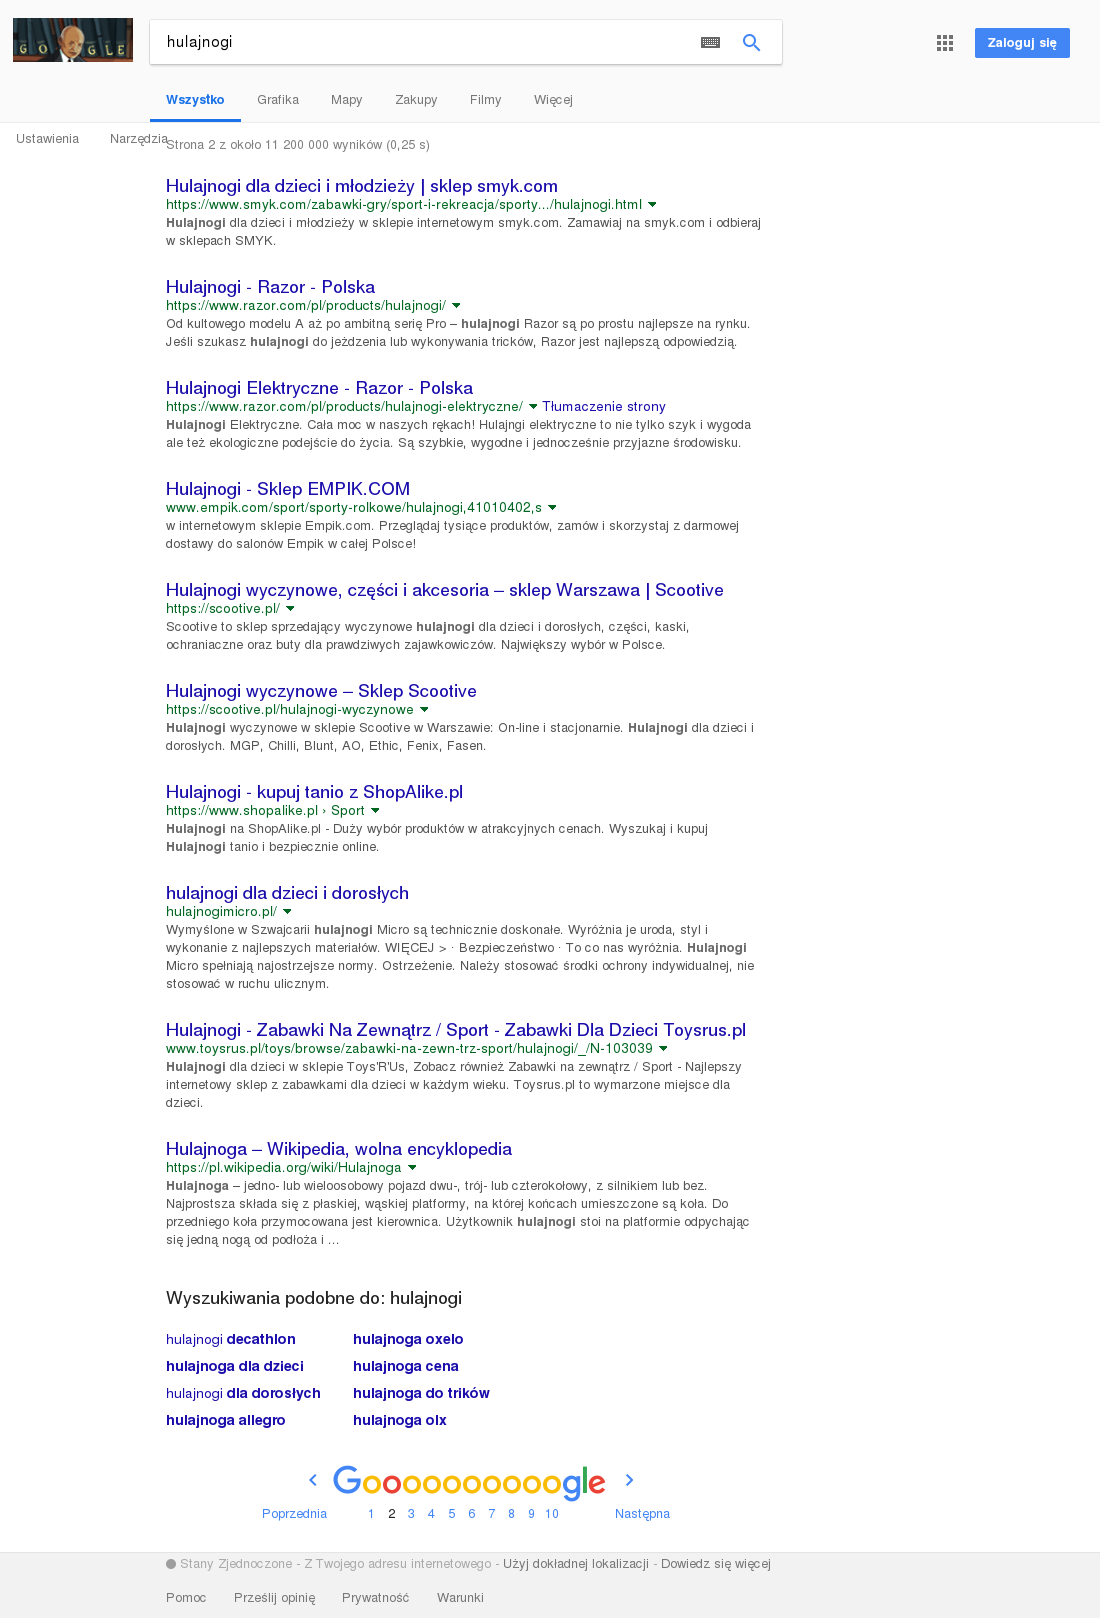 GOOGLE
hulajnogi
Zaloguj się
Wszystko Grafika Mapy Zakupy Filmy Więcej
Ustawienia Narzędzia
Strona 2 z około 11 200 000 wyników (0,25 s)
Hulajnogi dla dzieci i młodzieży | sklep smyk.com
https://www.smyk.com/zabawki-gry/sport-i-rekreacja/sporty.../hulajnogi.html
Hulajnogi dla dzieci i młodzieży w sklepie internetowym smyk.com. Zamawiaj na smyk.com i odbieraj
w sklepach SMYK.
Hulajnogi - Razor - Polska
https://www.razor.com/pl/products/hulajnogi/
Od kultowego modelu A aż po ambitną serię Pro – hulajnogi Razor są po prostu najlepsze na rynku.
Jeśli szukasz hulajnogi do jeżdzenia lub wykonywania tricków, Razor jest najlepszą odpowiedzią.
Hulajnogi Elektryczne - Razor - Polska
https://www.razor.com/pl/products/hulajnogi-elektryczne/ Tłumaczenie strony
Hulajnogi Elektryczne. Cała moc w naszych rękach! Hulajngi elektryczne to nie tylko szyk i wygoda
ale też ekologiczne podejście do życia. Są szybkie, wygodne i jednocześnie przyjazne środowisku.
Hulajnogi - Sklep EMPIK.COM
www.empik.com/sport/sporty-rolkowe/hulajnogi,41010402,s
w internetowym sklepie Empik.com. Przeglądaj tysiące produktów, zamów i skorzystaj z darmowej
dostawy do salonów Empik w całej Polsce!
Hulajnogi wyczynowe, części i akcesoria – sklep Warszawa | Scootive
https://scootive.pl/
Scootive to sklep sprzedający wyczynowe hulajnogi dla dzieci i dorosłych, części, kaski,
ochraniaczne oraz buty dla prawdziwych zajawkowiczów. Największy wybór w Polsce.
Hulajnogi wyczynowe – Sklep Scootive
https://scootive.pl/hulajnogi-wyczynowe
Hulajnogi wyczynowe w sklepie Scootive w Warszawie: On-line i stacjonarnie. Hulajnogi dla dzieci i
dorosłych. MGP, Chilli, Blunt, AO, Ethic, Fenix, Fasen.
Hulajnogi - kupuj tanio z ShopAlike.pl
https://www.shopalike.pl › Sport
Hulajnogi na ShopAlike.pl - Duży wybór produktów w atrakcyjnych cenach. Wyszukaj i kupuj
Hulajnogi tanio i bezpiecznie online.
hulajnogi dla dzieci i dorosłych
hulajnogimicro.pl/
Wymyślone w Szwajcarii hulajnogi Micro są technicznie doskonałe. Wyróżnia je uroda, styl i
wykonanie z najlepszych materiałów. WIĘCEJ > · Bezpieczeństwo · To co nas wyróżnia. Hulajnogi
Micro spełniają najostrzejsze normy. Ostrzeżenie. Należy stosować środki ochrony indywidualnej, nie
stosować w ruchu ulicznym.
Hulajnogi - Zabawki Na Zewnątrz / Sport - Zabawki Dla Dzieci Toysrus.pl
www.toysrus.pl/toys/browse/zabawki-na-zewn-trz-sport/hulajnogi/_/N-103039
Hulajnogi dla dzieci w sklepie Toys'R'Us, Zobacz również Zabawki na zewnątrz / Sport - Najlepszy
internetowy sklep z zabawkami dla dzieci w każdym wieku. Toysrus.pl to wymarzone miejsce dla
dzieci.
Hulajnoga – Wikipedia, wolna encyklopedia
https://pl.wikipedia.org/wiki/Hulajnoga
Hulajnoga – jedno- lub wieloosobowy pojazd dwu-, trój- lub czterokołowy, z silnikiem lub bez.
Najprostsza składa się z płaskiej, wąskiej platformy, na której końcach umieszczone są koła. Do
przedniego koła przymocowana jest kierownica. Użytkownik hulajnogi stoi na platformie odpychając
się jedną nogą od podłoża i ...
Wyszukiwania podobne do: hulajnogi
hulajnogi decathlon hulajnoga oxelo
hulajnoga dla dzieci hulajnoga cena
hulajnogi dla dorosłych hulajnoga do trików
hulajnoga allegro hulajnoga olx
Goooooooooogle
Poprzednia 1 2 3 4 5 6 7 8 9 10 Następna
Stany Zjednoczone - Z Twojego adresu internetowego - Użyj dokładnej lokalizacji - Dowiedz się więcej
Pomoc Prześlij opinię Prywatność Warunki